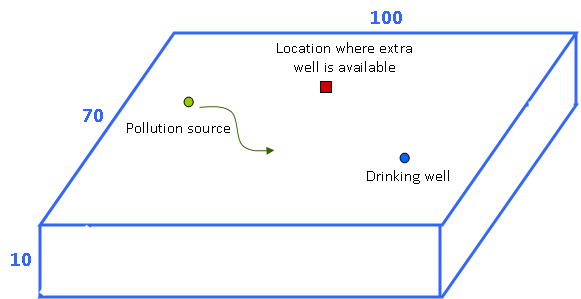 100
Location where extra
well is available
70
Pollution source
Drinking well
10